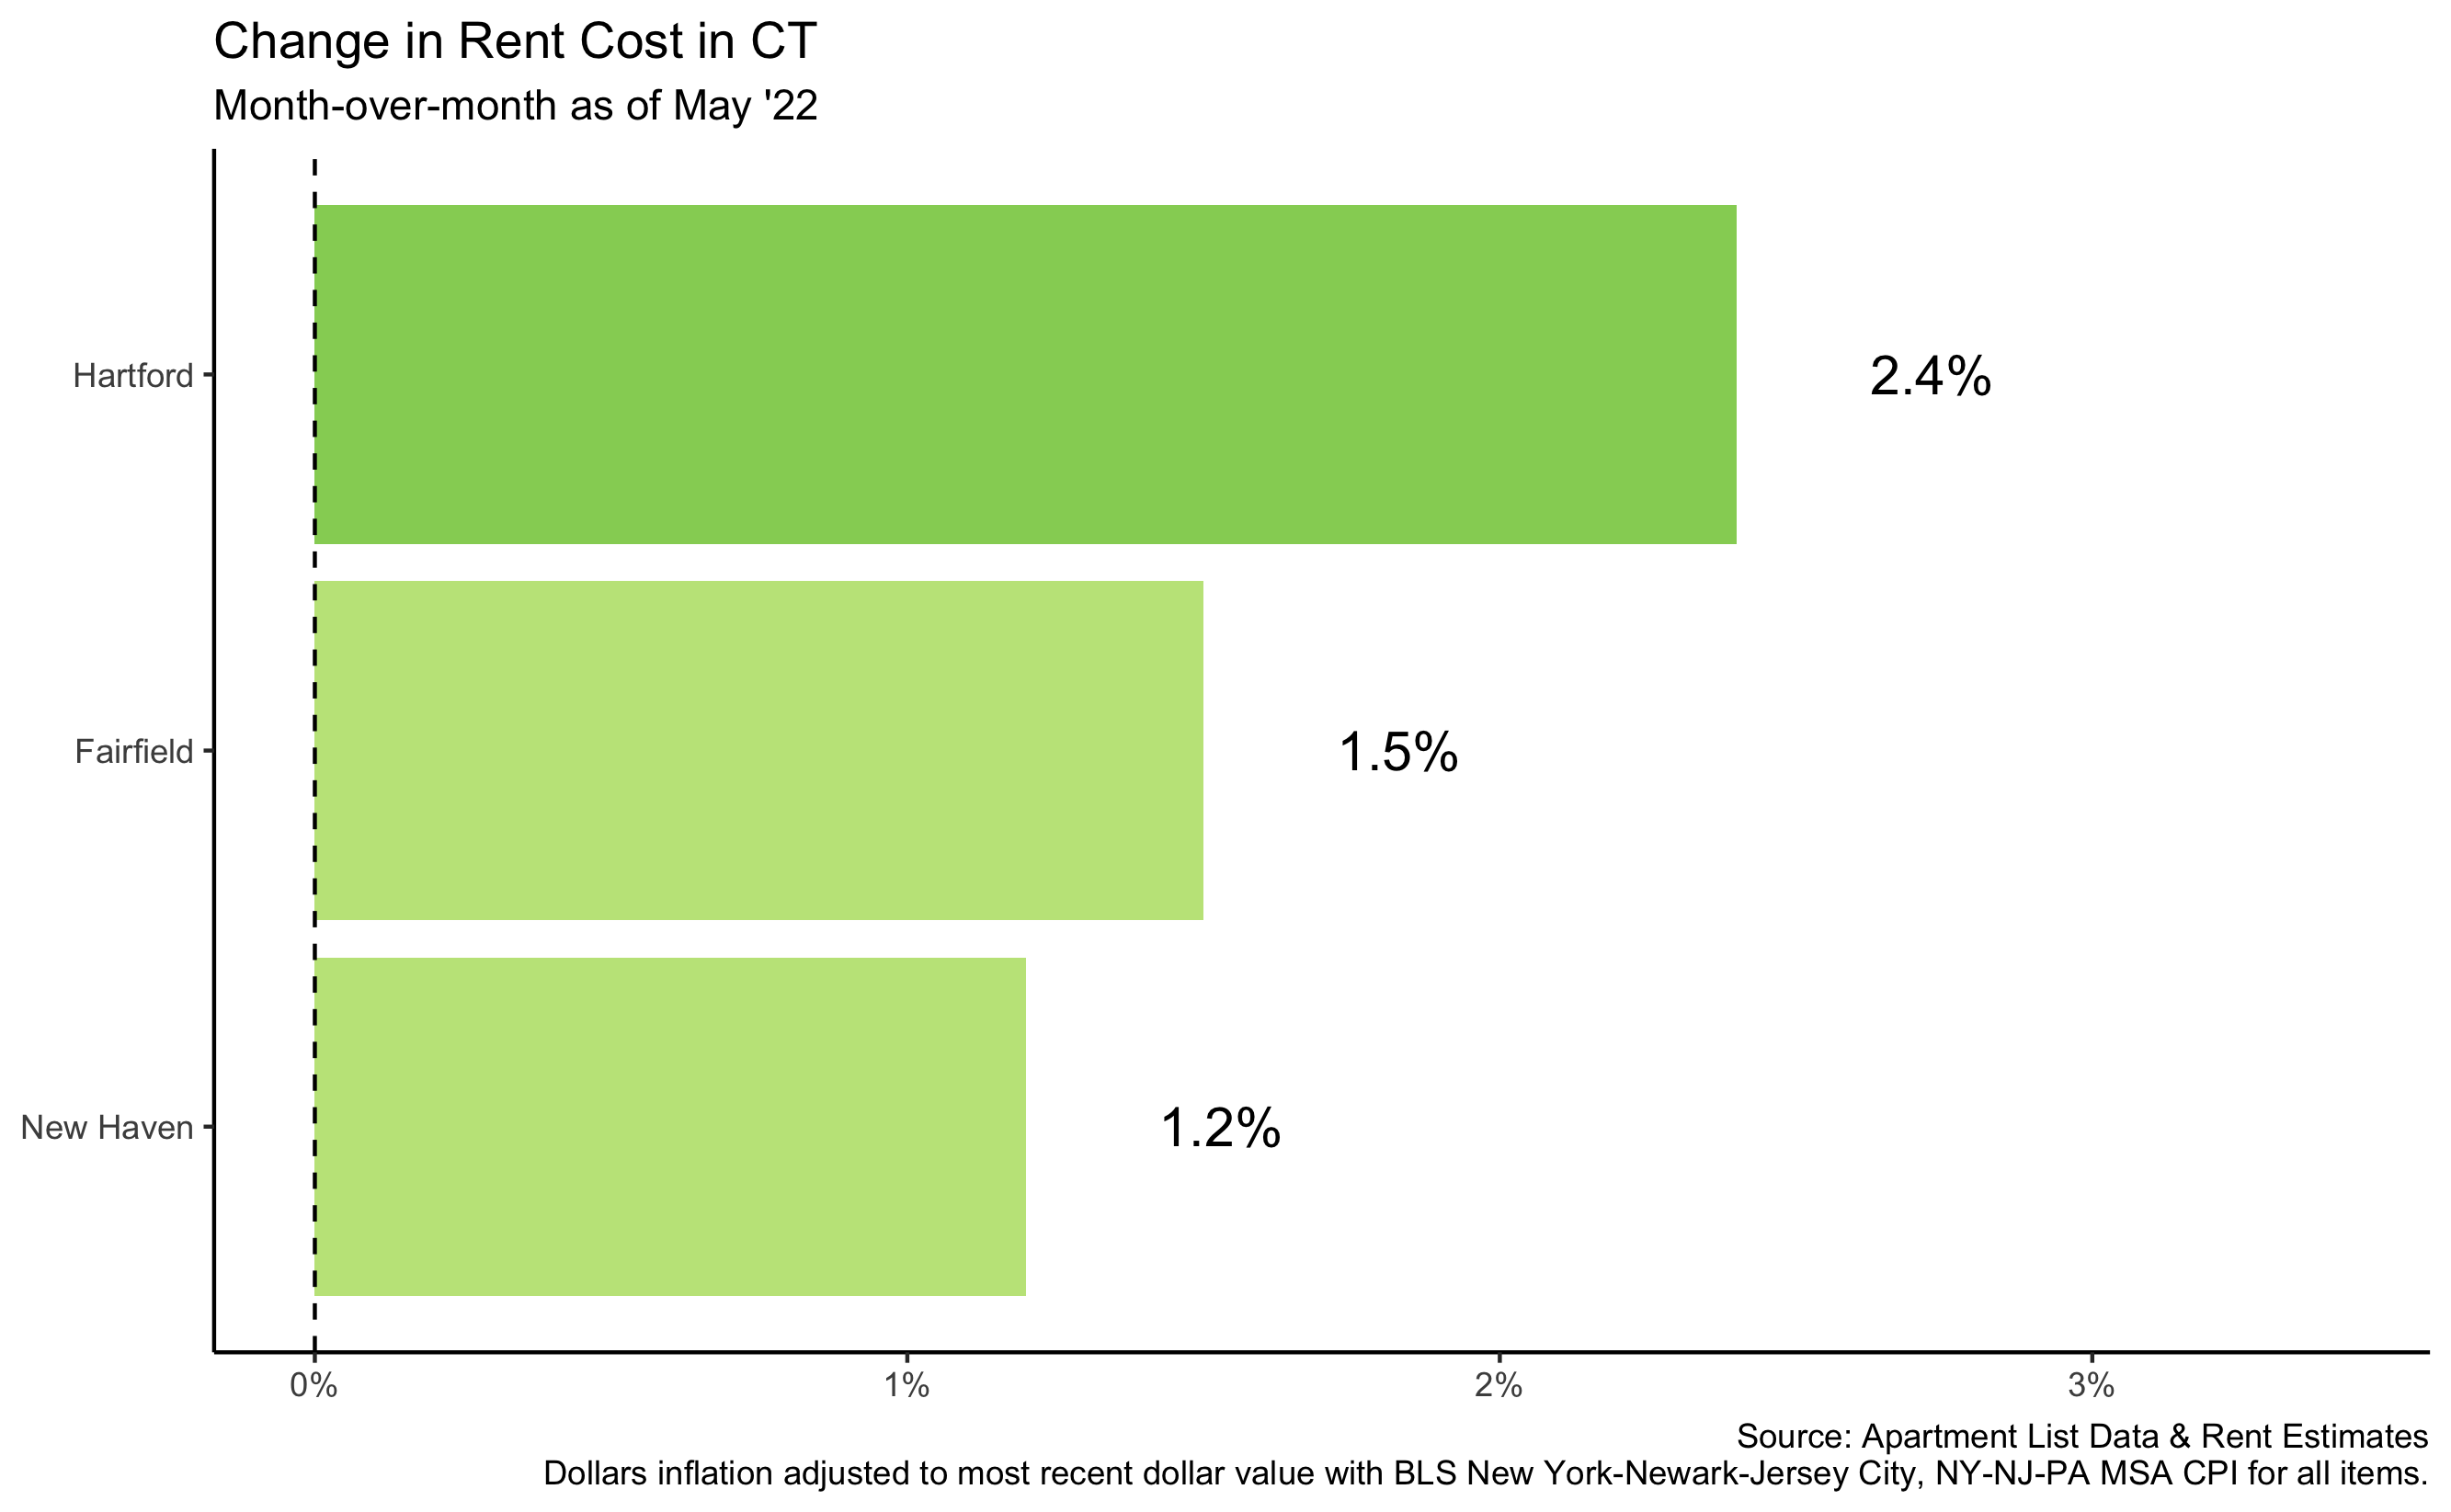 Change in Rent Cost in CT
Month-over-month as of May '22
Hartford
2.4%
Fairfield
1.5%
New Haven
1.2%
0%
1%
2%
3%
Source: Apartment List Data & Rent Estimates
Dollars inflation adjusted to most recent dollar value with BLS New York-Newark-Jersey City, NY-NJ-PA MSA CPI for all items.